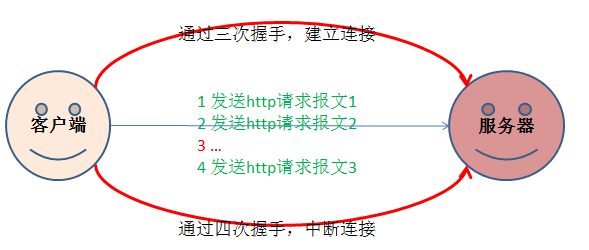 通过三次握手，建立连接
1 发送http请求报文1
客户端
2 发送http请求报文2
服务器
3 ...
4 发送http请求报文3
通过四次握手，中断连接